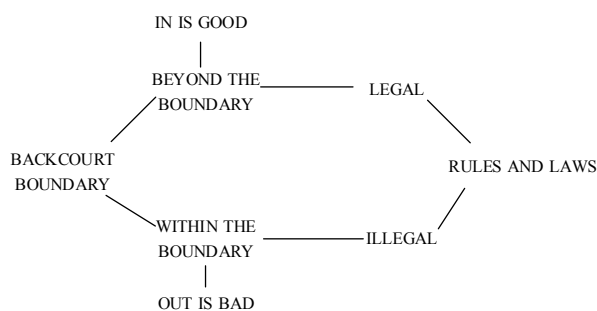 IN IS GOOD
BEYOND THE
BOUNDARY
LEGAL
BACKCOURT
BOUNDARY
RULES AND LAWS
WITHIN THE
BOUNDARY
ILLEGAL
OUT IS BAD